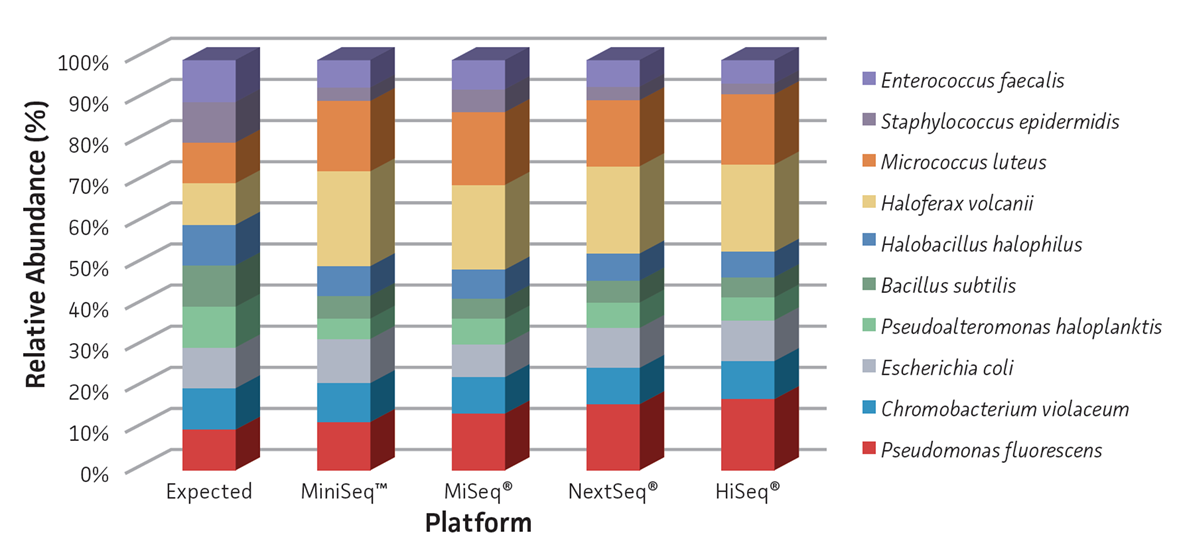 Relative Abundance (%)
100%
90%
80%
70%
60%
50%
40%
30%
20%
10%
0%
Expected
MiniSeq™
MiSeq®
NextSeq®
HiSeq®
Platform
Enterococcus faecalis
Staphylococcus epidermidis
Micrococcus luteus
Haloferax volcanii
Halobacillus halophilus
Bacillus subtilis
Pseudoalteromonas haloplanktis
Escherichia coli
Chromobacterium violaceum
Pseudomonas fluorescens